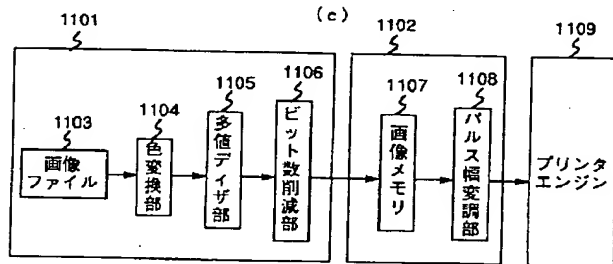 (c)
1101
1102
1109
1103
1104
1105
1106
1107
1108
画像
ファイル
色変換部
多値ディザ部
ビット数削減部
画像メモリ
パルス幅変調部
プリンタ
エンジン